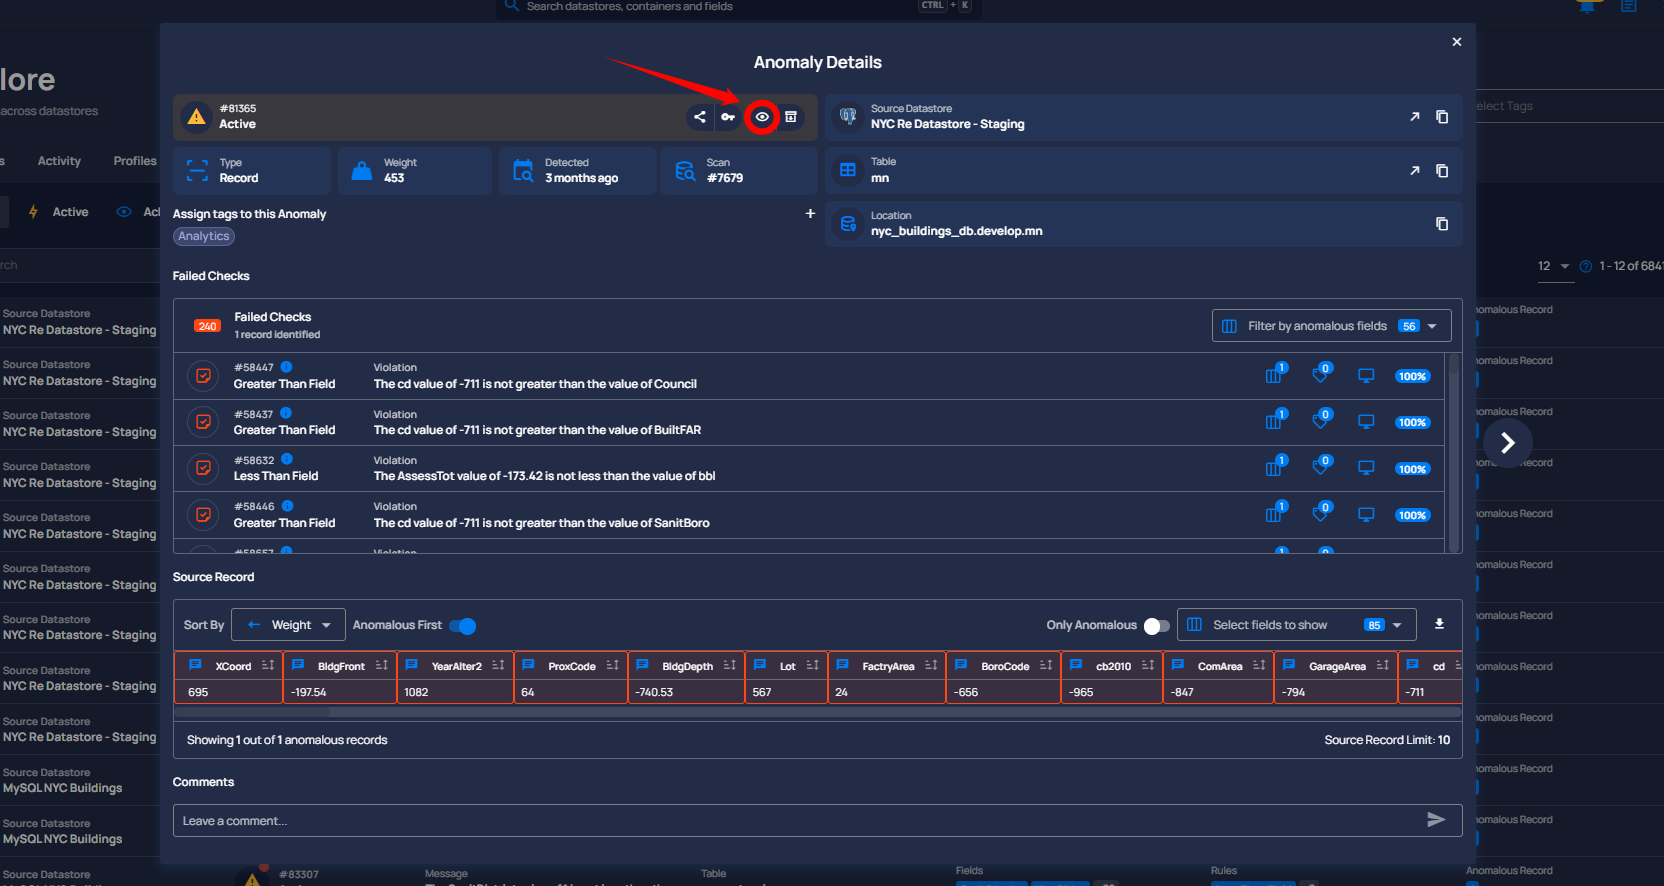 Search datastores, containers and fields CTRL + K
lore
across datastores
Activity Profiles
Active
12 1 - 12 of 684
Anomaly Details
#81365
Active
Source Datastore
NYC Re Datastore - Staging
Type
Record
Weight
453
Detected
3 months ago
Scan
#7679
Table
mn
Assign tags to this Anomaly
Analytics
Location
nyc_buildings_db.develop.mn
Failed Checks
240
Failed Checks
1 record identified
Filter by anomalous fields 56
#58447
Greater Than Field
Violation
The cd value of -711 is not greater than the value of Council
1 0 100%
#58437
Greater Than Field
Violation
The cd value of -711 is not greater than the value of BuiltFAR
1 0 100%
#58632
Less Than Field
Violation
The AssessTot value of -173.42 is not less than the value of bbl
1 0 100%
#58446
Greater Than Field
Violation
The cd value of -711 is not greater than the value of SanitBoro
1 0 100%
#58657 Violation
Source Record
Sort By Weight Anomalous First Only Anomalous Select fields to show 85
XCoord BldgFront YearAlter2 ProxCode BldgDepth Lot FactryArea BoroCode cb2010 ComArea GarageArea cd
695 -197.54 1082 64 -740.53 567 24 -656 -965 -847 -794 -711
Showing 1 out of 1 anomalous records Source Record Limit: 10
Comments
Leave a comment...
Source Datastore
NYC Re Datastore - Staging
Source Datastore
NYC Re Datastore - Staging
Source Datastore
NYC Re Datastore - Staging
Source Datastore
NYC Re Datastore - Staging
Source Datastore
NYC Re Datastore - Staging
Source Datastore
NYC Re Datastore - Staging
Source Datastore
NYC Re Datastore - Staging
Source Datastore
NYC Re Datastore - Staging
Source Datastore
NYC Re Datastore - Staging
Source Datastore
MySQL NYC Buildings
Source Datastore
MySQL NYC Buildings
Source Datastore
#83307 Message Table Fields Rules Anomalous Record